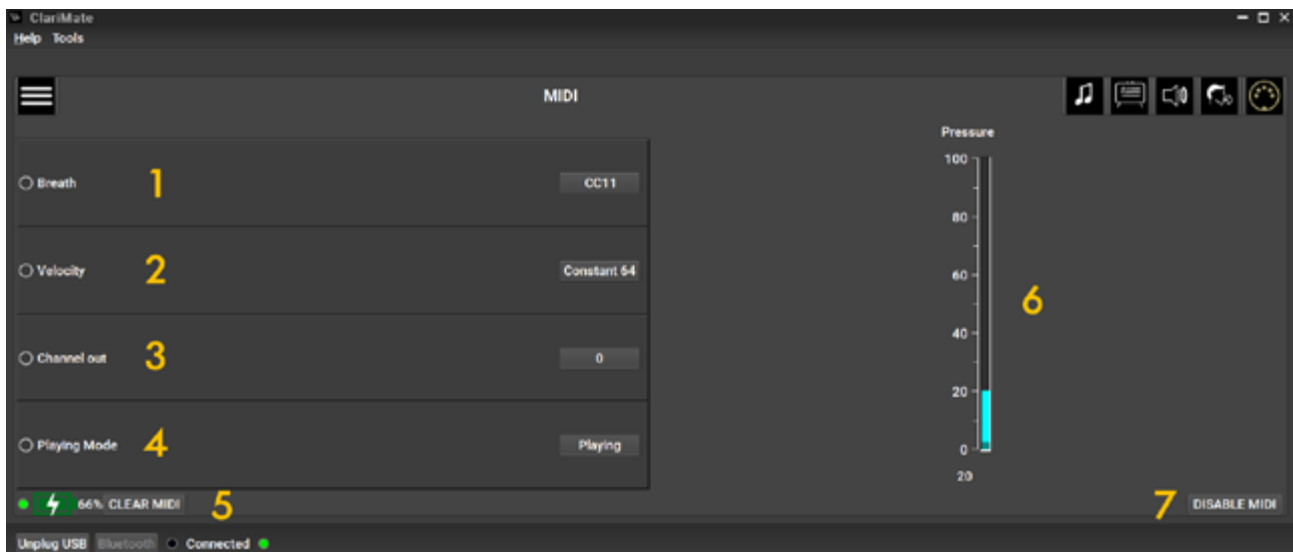 ClariMate
Help Tools
MIDI
Pressure
100
80
60
40
20
0
20
Breath 1 CC11
Velocity 2 Constant 64
Channel out 3 0
Playing Mode 4 Playing
6
66% CLEAR MIDI 5
7 DISABLE MIDI
Unplug USB Bluetooth Connected